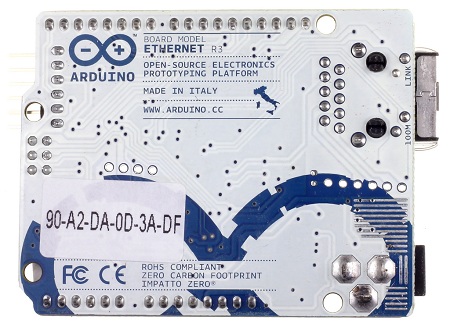 BOARD MODEL
ETHERNET R3
ARDUINO
OPEN-SOURCE ELECTRONICS
PROTOTYPING PLATFORM
MADE IN ITALY
WWW.ARDUINO.CC
LINK
100M
90-A2-DA-0D-3A-DF
FC CE
ROHS COMPLIANT
ZERO CARBON FOOTPRINT
IMPATTO ZERO®